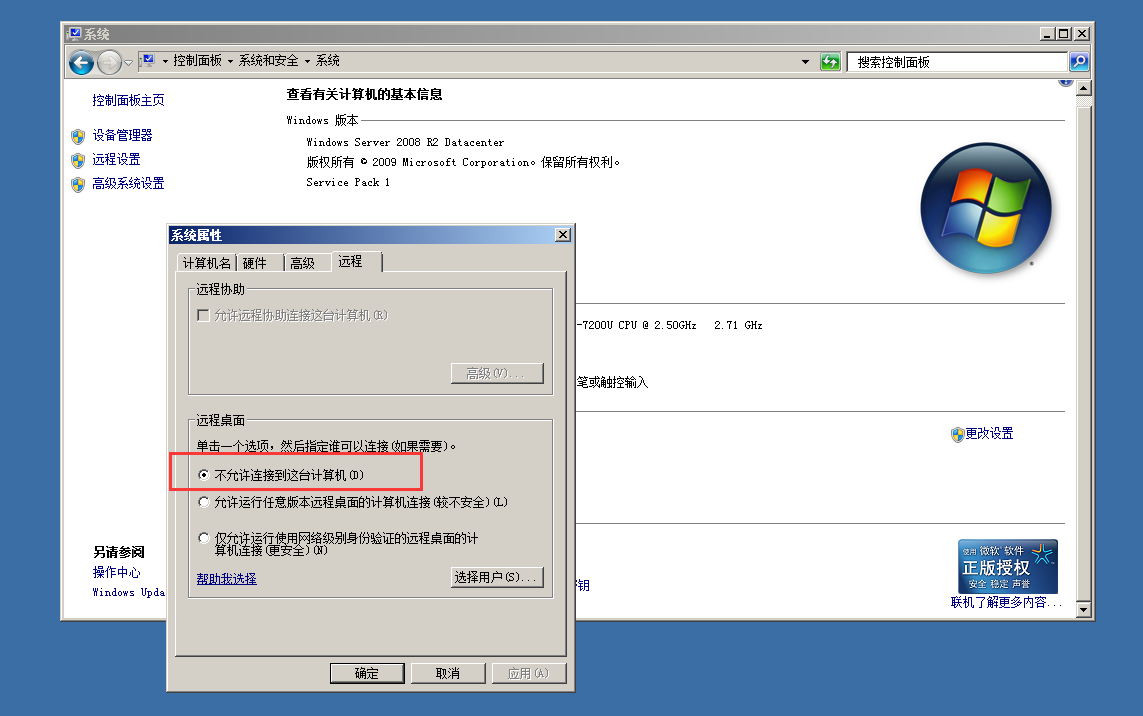 系统
控制面板 系统和安全 系统
搜索控制面板
控制面板主页
设备管理器
远程设置
高级系统设置
查看有关计算机的基本信息
Windows 版本
Windows Server 2008 R2 Datacenter
版权所有 © 2009 Microsoft Corporation。保留所有权利。
Service Pack 1
-7200U CPU @ 2.50GHz 2.71 GHz
笔或触控输入
更改设置
系统属性
计算机名 硬件 高级 远程
远程协助
允许远程协助连接这台计算机(R)
高级(V)...
远程桌面
单击一个选项，然后指定谁可以连接(如果需要)。
不允许连接到这台计算机(D)
允许运行任意版本远程桌面的计算机连接(较不安全)(L)
仅允许运行使用网络级别身份验证的远程桌面的计
算机连接(更安全)(N)
帮助我选择
选择用户(S)...
确定 取消 应用(A)
另请参阅
操作中心
Windows Upda
钥
使用 微软 软件
正版授权
安全 稳定 声誉
联机了解更多内容...